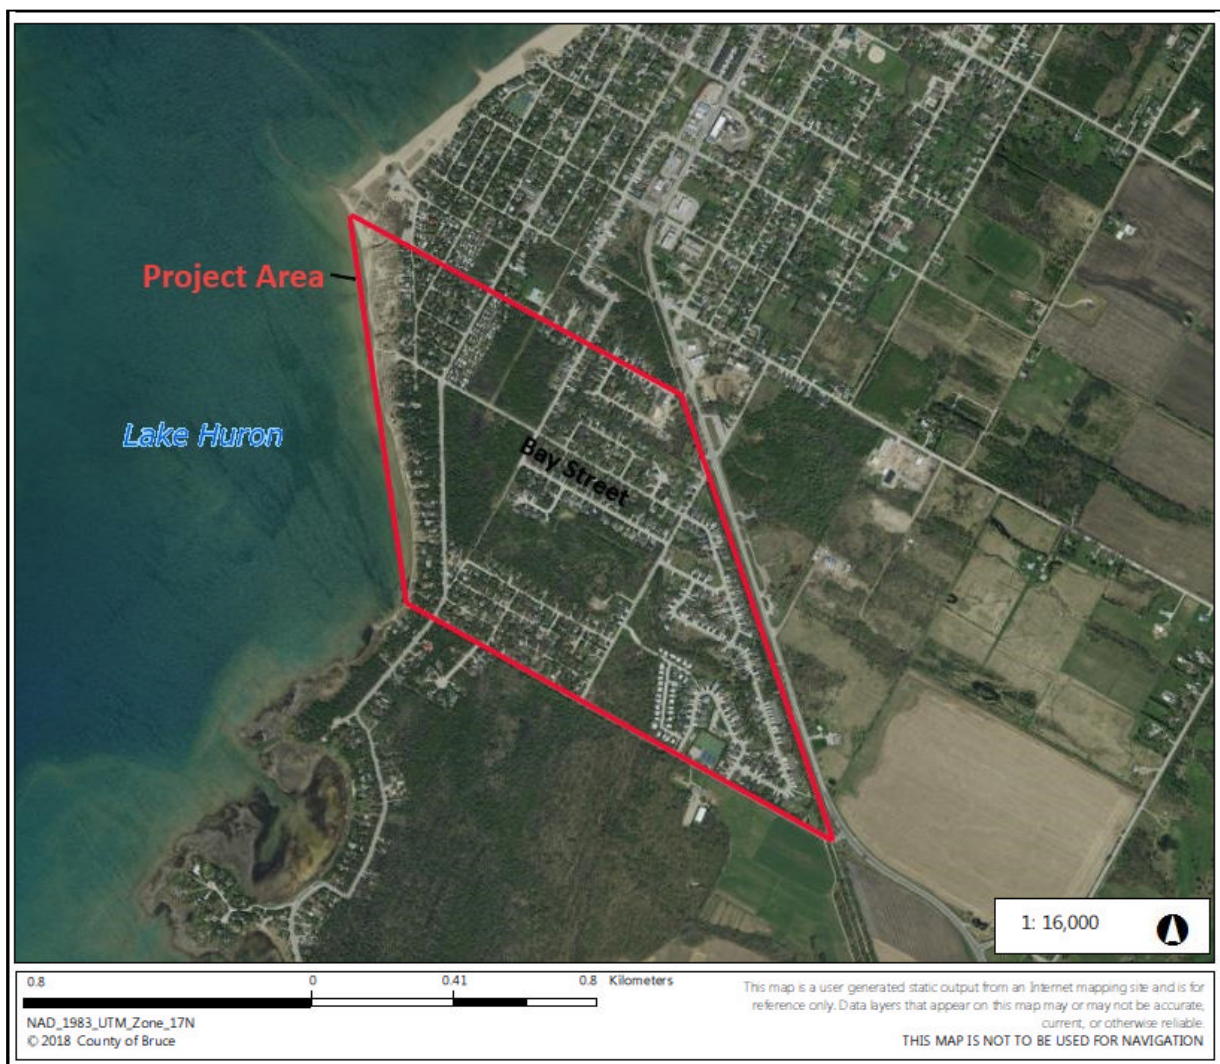 Project Area
Lake Huron
Bay Street
1: 16,000
0.8 0 0.41 0.8 Kilometers
NAD_1983_UTM_Zone_17N
© 2018 County of Bruce
This map is a user generated static output from an Internet mapping site and is for
reference only. Data layers that appear on this map may or may not be accurate,
current, or otherwise reliable.
THIS MAP IS NOT TO BE USED FOR NAVIGATION